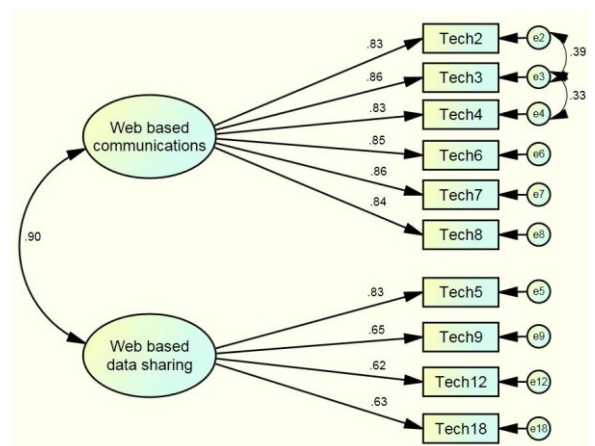 .83
Tech2
e2
.39
.86
Tech3
e3
.33
.83
Tech4
e4
Web based
communications
.85
Tech6
e6
.86
Tech7
e7
.84
Tech8
e8
.90
.83
Tech5
e5
.65
Tech9
e9
Web based
data sharing
.62
Tech12
e12
.63
Tech18
e18